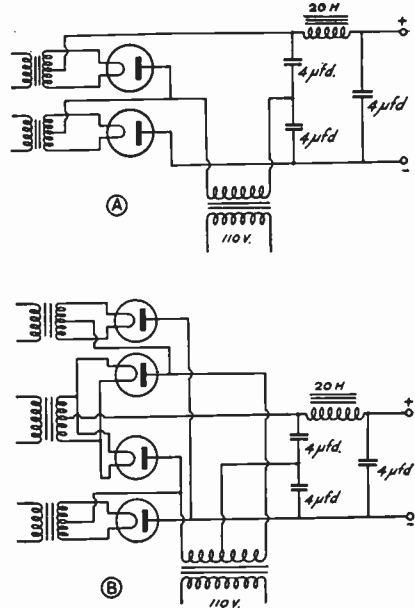 20 H
+
4 µfd.
4 µfd.
4 µfd.
-
110 V.
A
20 H
+
4 µfd.
4 µfd
4 µfd
-
110 V.
B